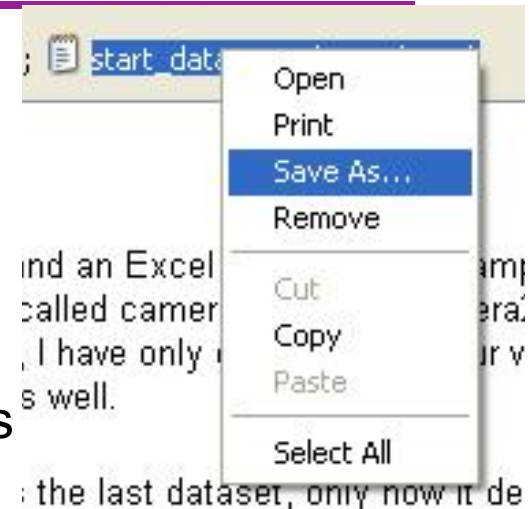 ; start_data
Open
Print
Save As...
Remove
Cut
Copy
Paste
Select All
and an Excel
called camer
, I have only
s well.
s
the last dataset, only now it de